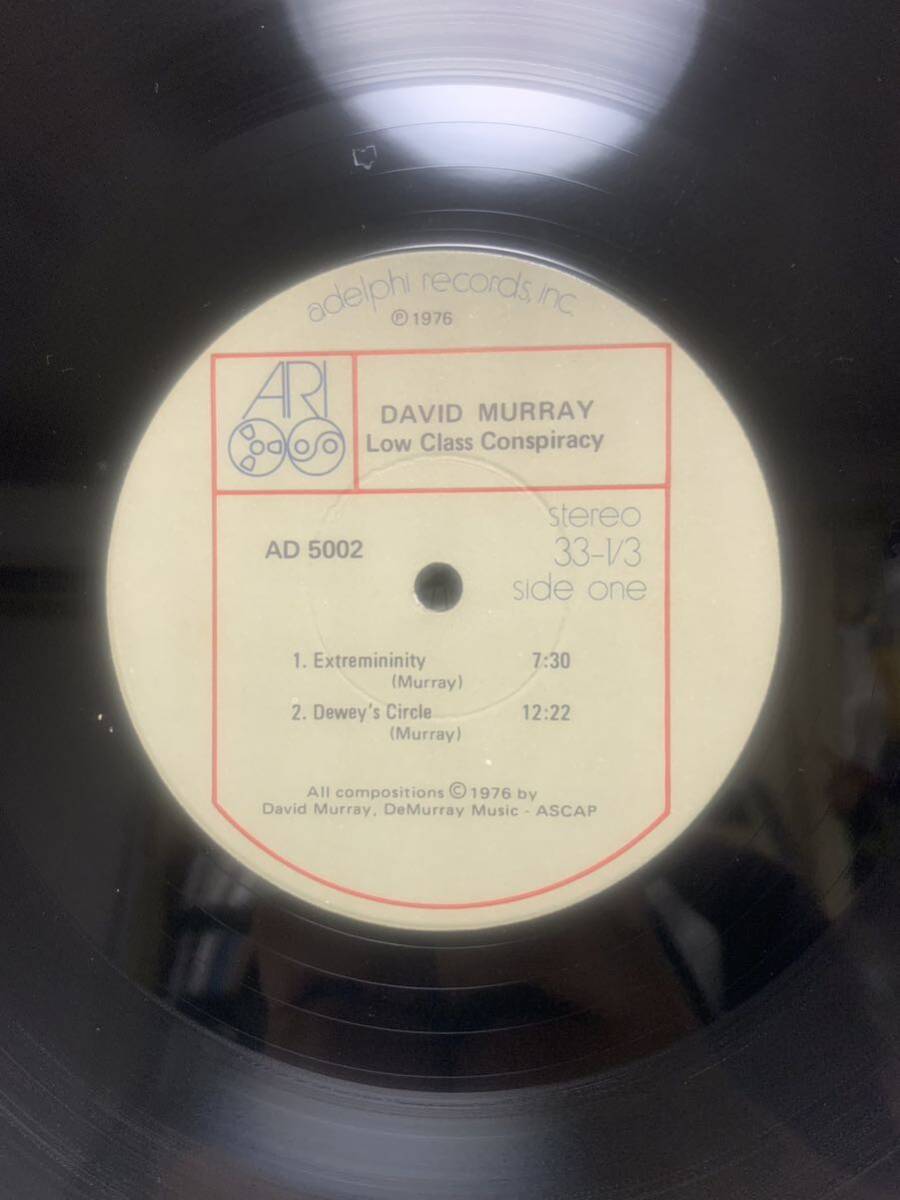 adelphi records, inc.
℗ 1976
ARI
DAVID MURRAY
Low Class Conspiracy
AD 5002
stereo
33-1/3
side one
1. Extremininity 7:30
(Murray)
2. Dewey's Circle 12:22
(Murray)
All compositions © 1976 by
David Murray, DeMurray Music - ASCAP